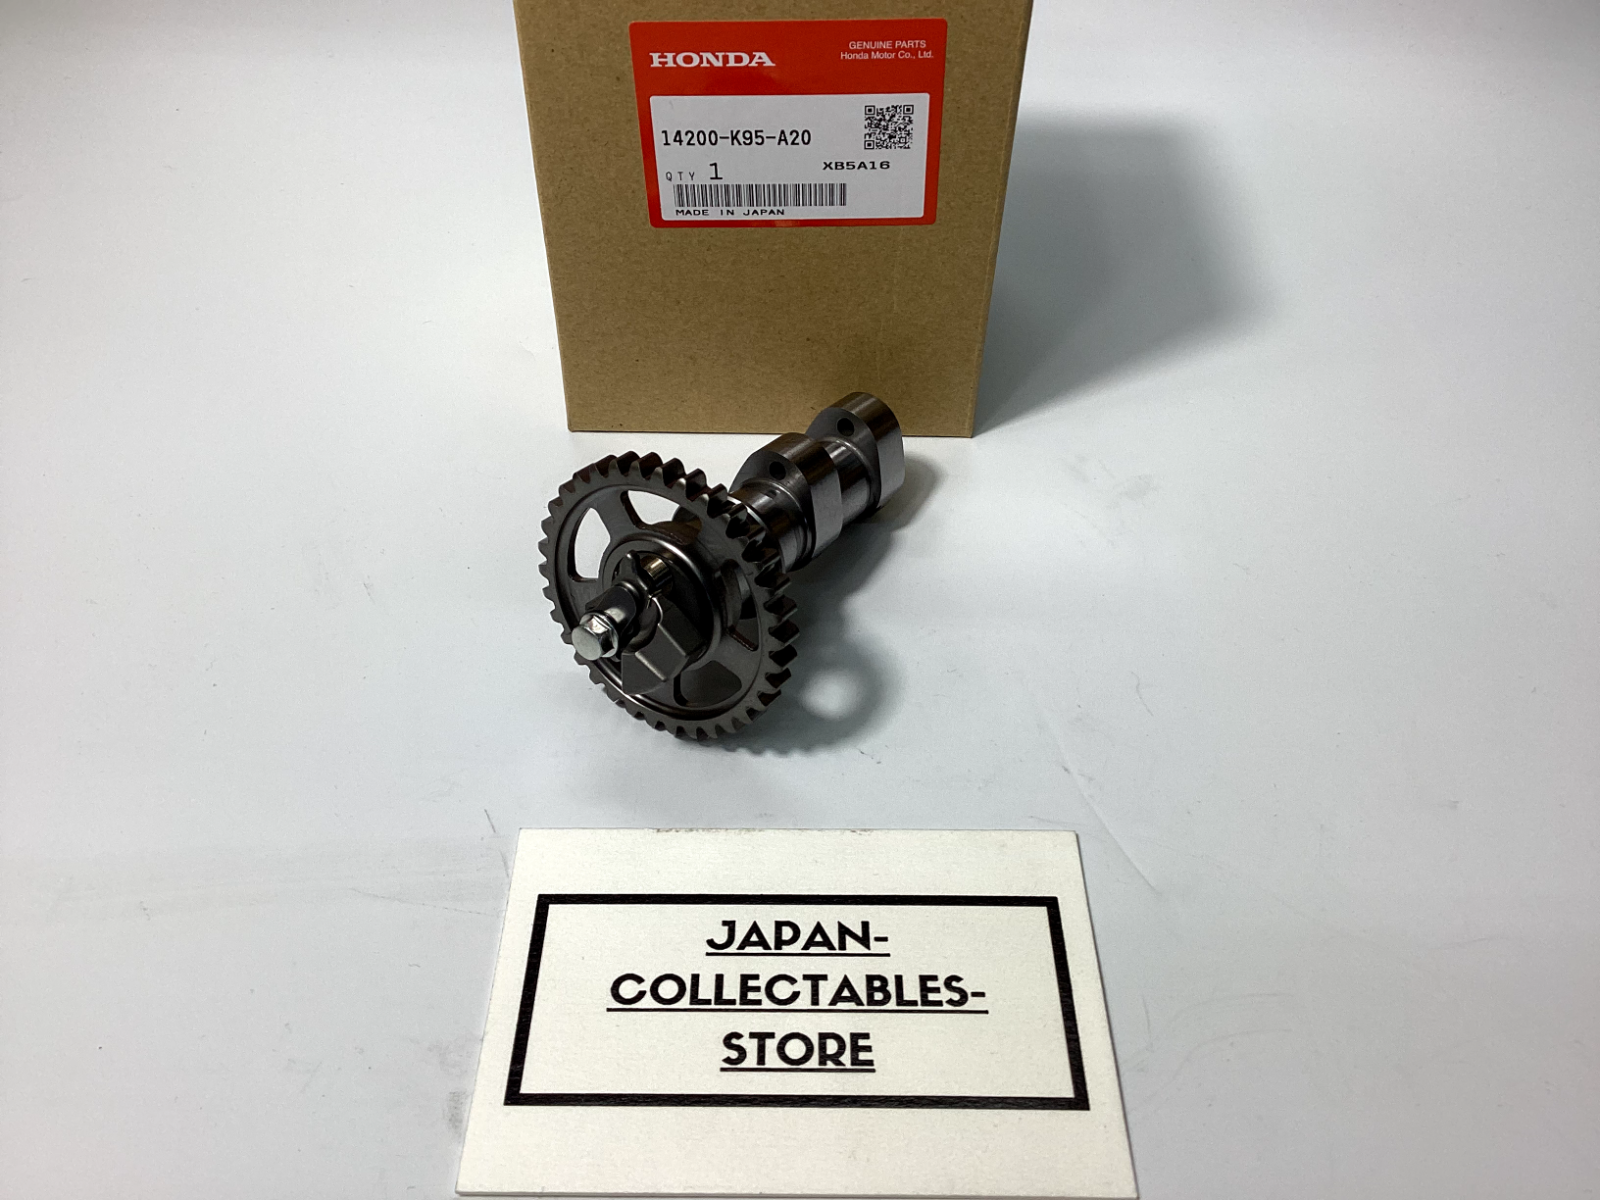 HONDA
GENUINE PARTS
Honda Motor Co., Ltd.
14200-K95-A20
QTY 1
XB5A16
MADE IN JAPAN
JAPAN-
COLLECTABLES-
STORE